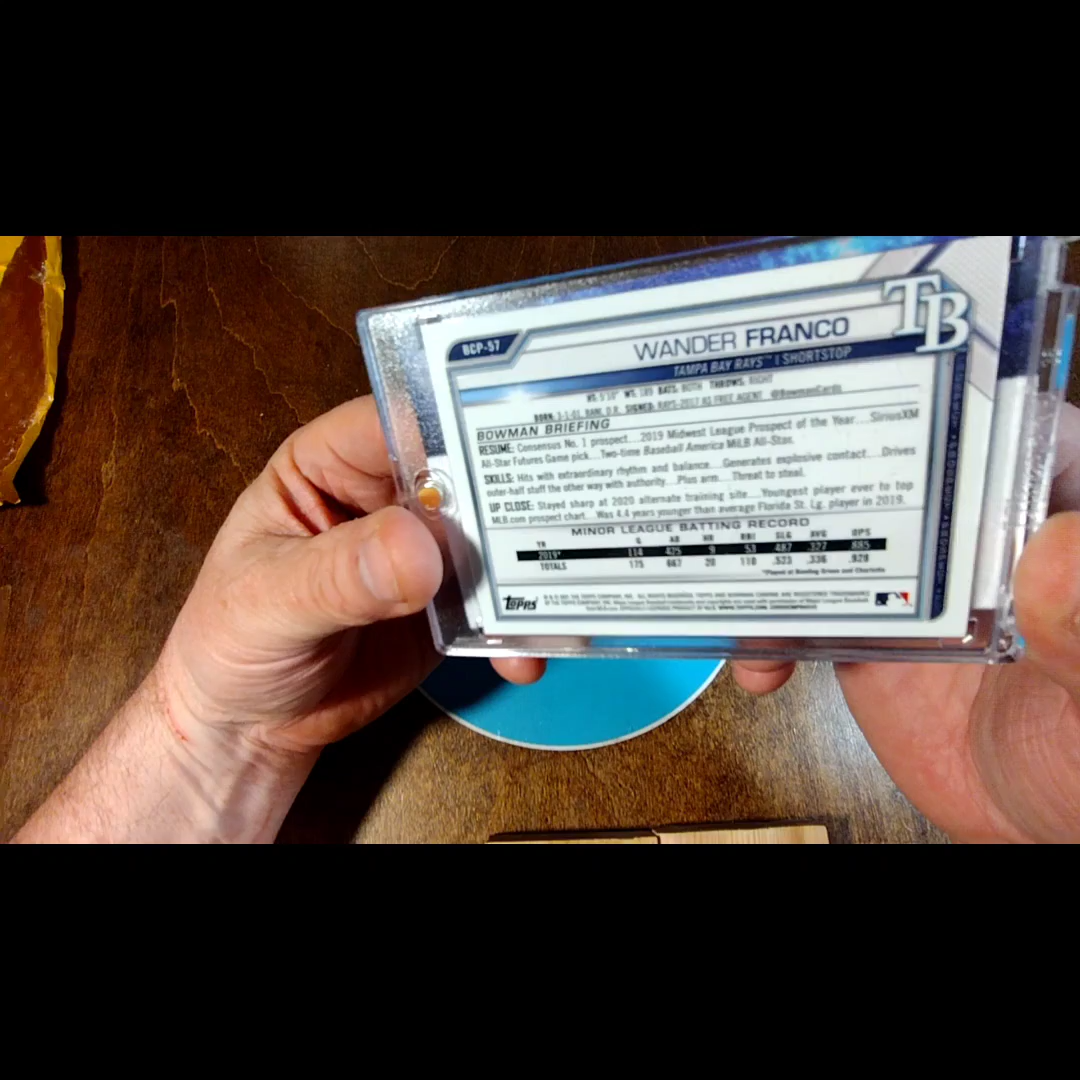 BCP-57
WANDER FRANCO
TB
TAMPA BAY RAYS™ | SHORTSTOP
HT: 5'10" WT: 189 BATS: BOTH THROWS: RIGHT
BORN: 3-1-01, BANI, D.R. SIGNED: RAYS-2017 AS FREE AGENT @BowmanCards
BOWMAN BRIEFING
RESUME: Consensus No. 1 prospect...2019 Midwest League Prospect of the Year...SiriusXM
All-Star Futures Game pick...Two-time Baseball America MiLB All-Star.
SKILLS: Hits with extraordinary rhythm and balance...Generates explosive contact...Drives
outer-half stuff the other way with authority...Plus arm...Threat to steal.
UP CLOSE: Stayed sharp at 2020 alternate training site...Youngest player ever to top
MLB.com prospect chart...Was 4.4 years younger than average Florida St. Lg. player in 2019.
MINOR LEAGUE BATTING RECORD
YR G AB HR RBI SLG AVG OPS
2019* 114 425 9 53 .487 .327 .885
TOTALS 175 667 20 110 .523 .336 .928
*Played at Bowling Green and Charlotte
TOPPS